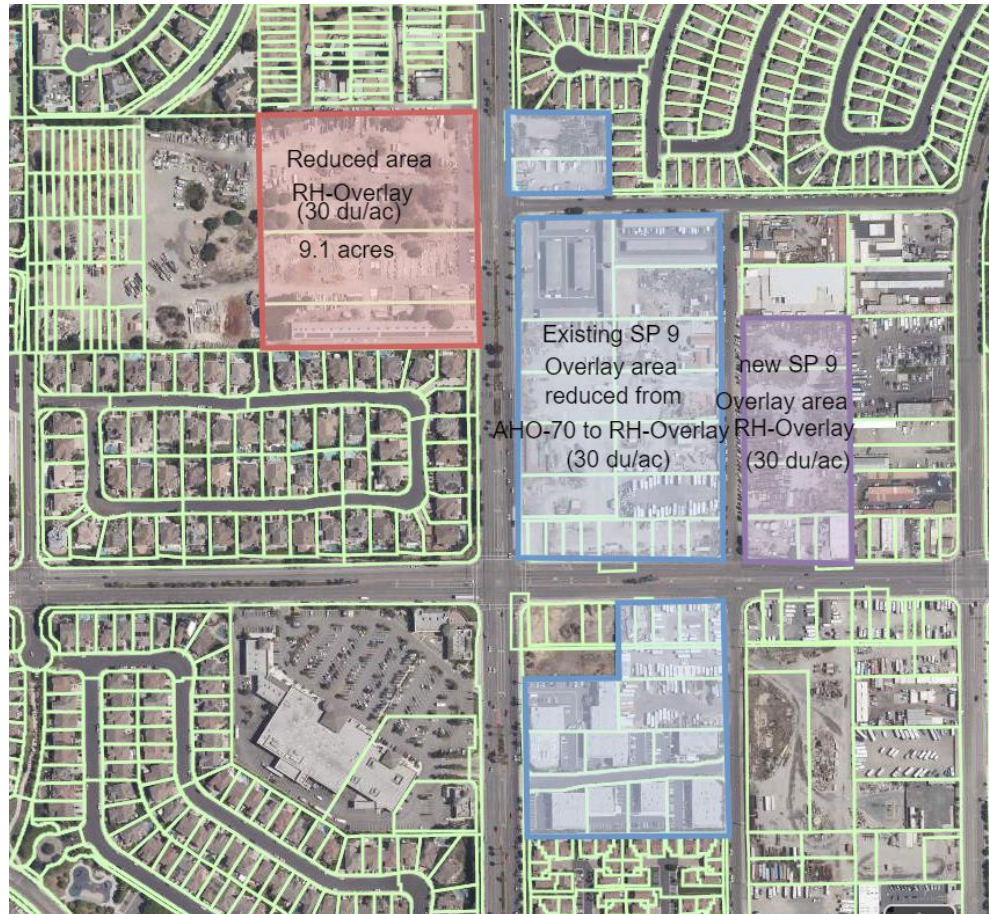 Reduced area
RH-Overlay
(30 du/ac)
9.1 acres
Existing SP 9
Overlay area
reduced from
AHO-70 to RH-Overlay
(30 du/ac)
new SP 9
Overlay area
RH-Overlay
(30 du/ac)